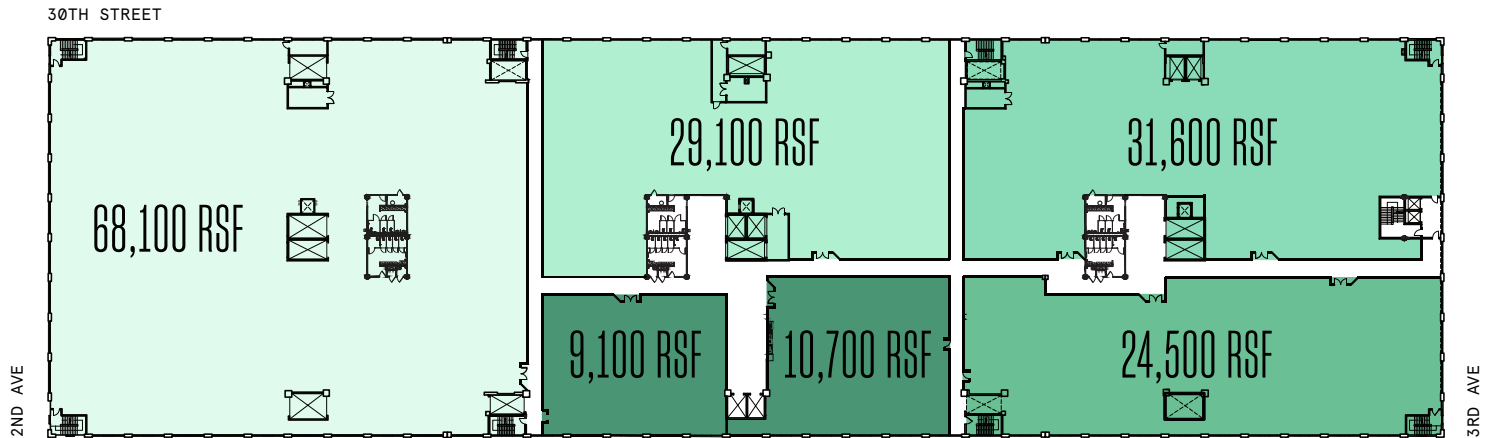 30TH STREET
29,100 RSF
31,600 RSF
68,100 RSF
9,100 RSF
10,700 RSF
24,500 RSF
2ND AVE
3RD AVE